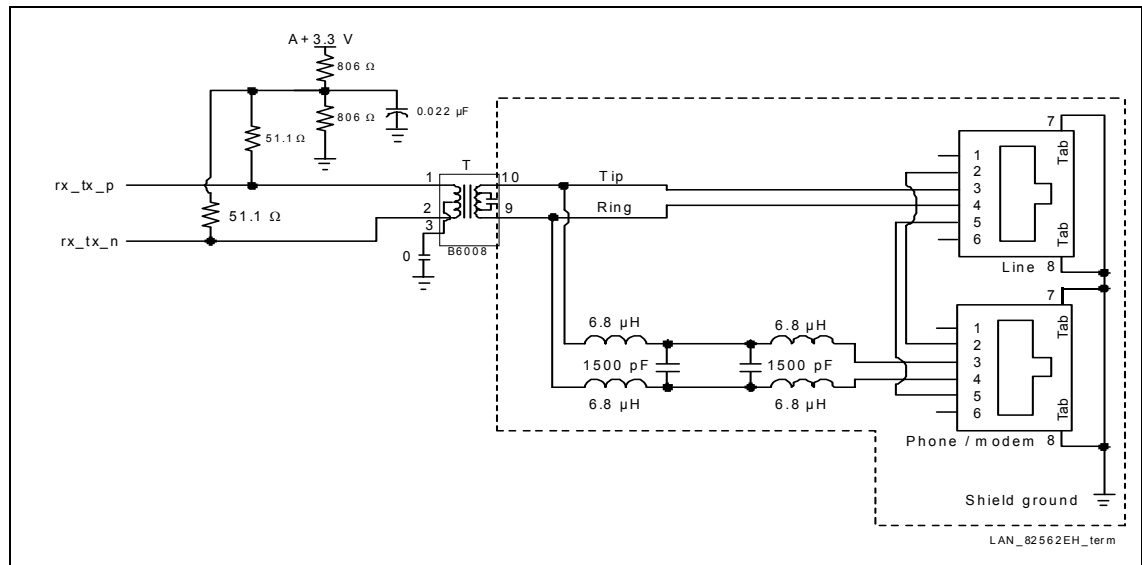 A+3.3 V
806 Ω
806 Ω
0.022 µF
51.1 Ω
rx_tx_p
51.1 Ω
rx_tx_n
T
1
2
3
10
9
B6008
0
Tip
Ring
7
Tab
1
2
3
4
5
6
Tab
Line 8
7
Tab
1
2
3
4
5
6
Tab
Phone / modem 8
6.8 µH
6.8 µH
1500 pF
1500 pF
6.8 µH
6.8 µH
Shield ground
LAN_82562EH_term